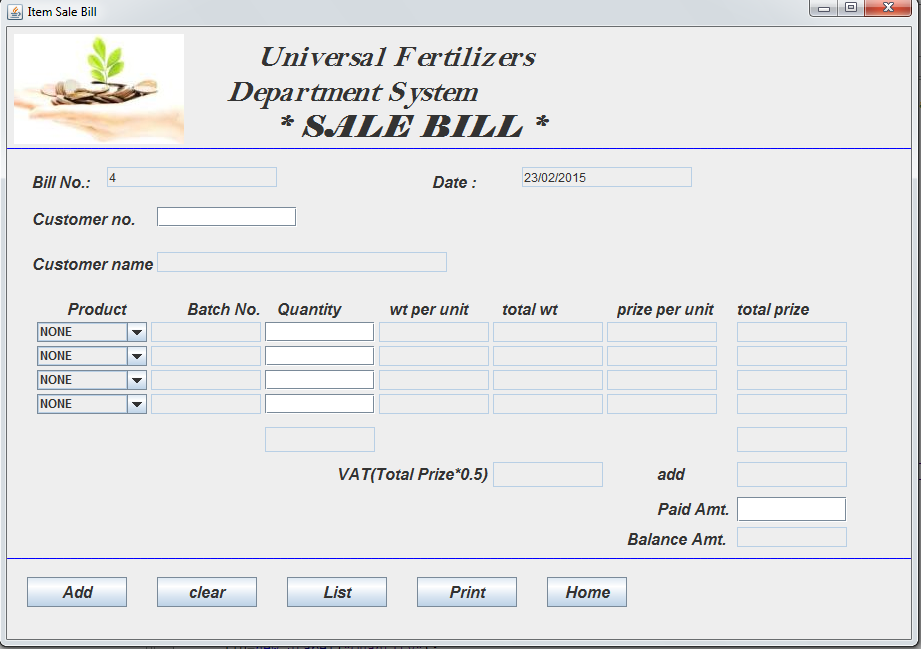 Item Sale Bill
Universal Fertilizers
Department System
* SALE BILL *
Bill No.: 4 Date : 23/02/2015
Customer no.
Customer name
Product Batch No. Quantity wt per unit total wt prize per unit total prize
NONE
NONE
NONE
NONE
VAT(Total Prize*0.5) add
Paid Amt.
Balance Amt.
Add clear List Print Home